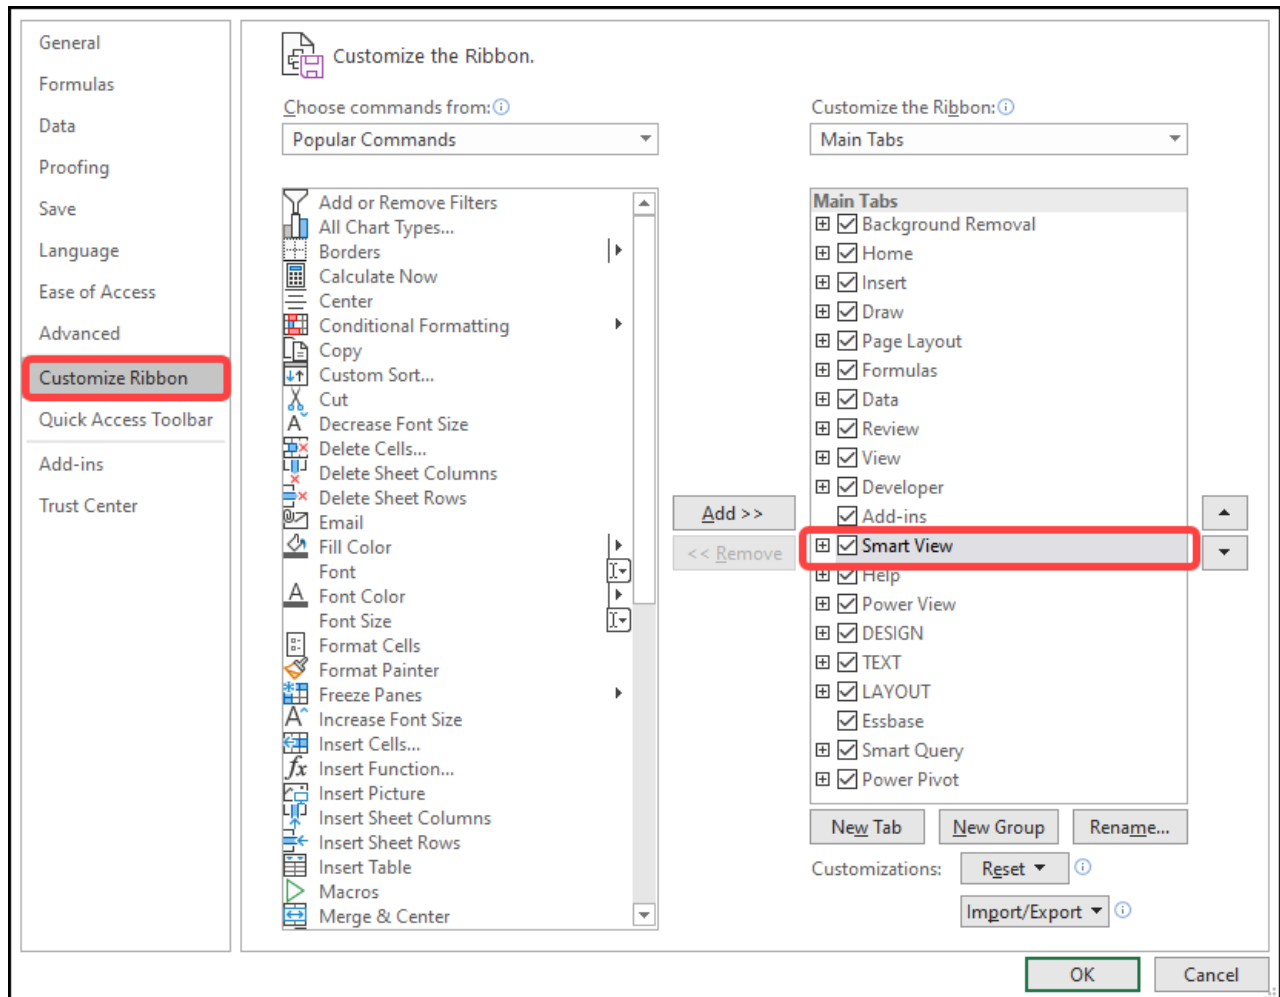 General
Formulas
Data
Proofing
Save
Language
Ease of Access
Advanced
Customize Ribbon
Quick Access Toolbar
Add-ins
Trust Center
Customize the Ribbon.
Choose commands from:
Popular Commands
Add or Remove Filters
All Chart Types...
Borders
Calculate Now
Center
Conditional Formatting
Copy
Custom Sort...
Cut
Decrease Font Size
Delete Cells...
Delete Sheet Columns
Delete Sheet Rows
Email
Fill Color
Font
Font Color
Font Size
Format Cells
Format Painter
Freeze Panes
Increase Font Size
Insert Cells...
Insert Function...
Insert Picture
Insert Sheet Columns
Insert Sheet Rows
Insert Table
Macros
Merge & Center
Add >>
<< Remove
Customize the Ribbon:
Main Tabs
Main Tabs
Background Removal
Home
Insert
Draw
Page Layout
Formulas
Data
Review
View
Developer
Add-ins
Smart View
Help
Power View
DESIGN
TEXT
LAYOUT
Essbase
Smart Query
Power Pivot
New Tab New Group Rename...
Customizations: Reset
Import/Export
OK Cancel